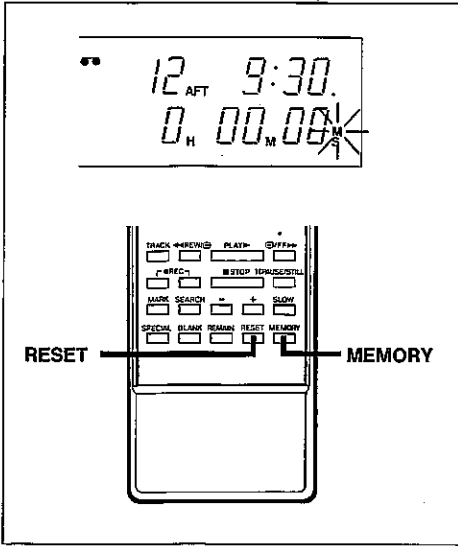 12 AFT 9:30.
0 H 00 M 00 S M
TRACK ◀◀REW/⊖ PLAY▶ ⊕/FF▶▶
●REC ■STOP PAUSE/STILL
MARK SEARCH − + SLOW
SPECIAL BLANK REMAIN RESET MEMORY
RESET MEMORY